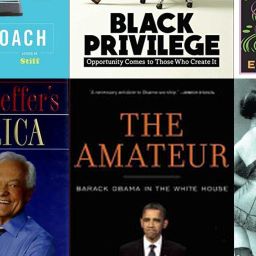 OACH
Stiff
BLACK
PRIVILEGE
Opportunity Comes to Those Who Create It
E
effer's
ICA
THE
AMATEUR
BARACK OBAMA IN THE WHITE HOUSE